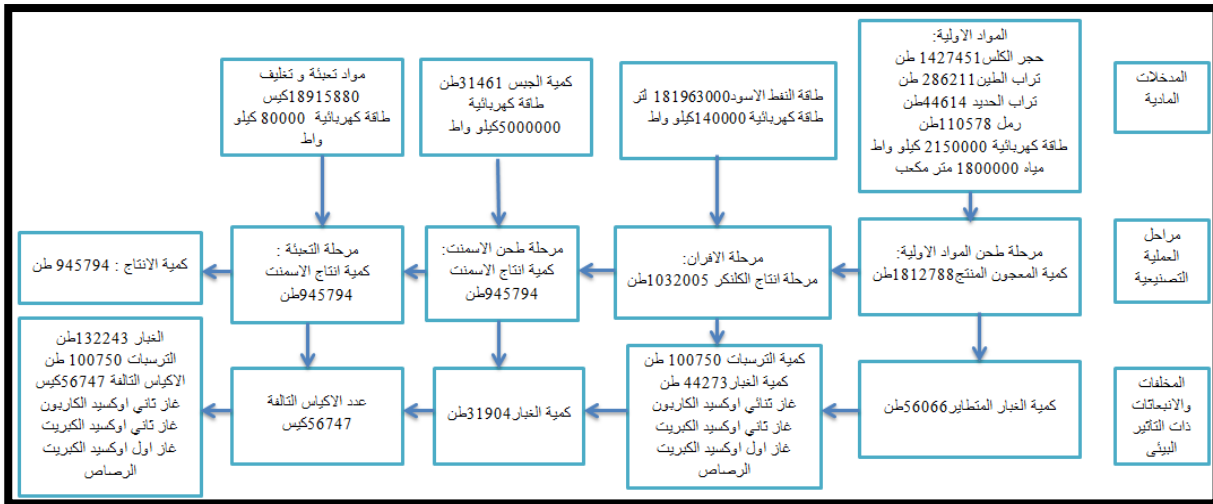 المدخلات
المادية
المواد الاولية:
حجر الكلس1427451 طن
تراب الطين286211 طن
تراب الحديد 44614طن
رمل 110578طن
طاقة كهربائية 2150000 كيلو واط
مياه 1800000 متر مكعب
طاقة النفط الاسود181963000 لتر
طاقة كهربائية 140000كيلو واط
كمية الجبس 31461طن
طاقة كهربائية
5000000كيلو واط
مواد تعبئة و تغليف
18915880كيس
طاقة كهربائية 80000 كيلو
واط
مراحل
العملية
التصنيعية
مرحلة طحن المواد الاولية:
كمية المعجون المنتج1812788طن
مرحلة الافران:
مرحلة انتاج الكلنكر 1032005طن
مرحلة طحن الاسمنت:
كمية انتاج الاسمنت
945794طن
مرحلة التعبئة :
كمية انتاج الاسمنت
945794طن
كمية الانتاج : 945794 طن
المخلفات
والانبعاثات
ذات التاثير
البيئى
كمية الغبار المتطاير56066طن
كمية الترسبات 100750 طن
كمية الغبار44273 طن
غاز ثنائي اوكسيد الكاربون
غاز ثاني اوكسيد الكبريت
غاز اول اوكسيد الكبريت
الرصاص
كمية الغبار31904طن
عدد الاكياس التالفة
56747كيس
الغبار 132243طن
الترسبات 100750 طن
الاكياس التالفة 56747كيس
غاز ثاني اوكسيد الكاربون
غاز ثاني اوكسيد الكبريت
غاز اول اوكسيد الكبريت
الرصاص